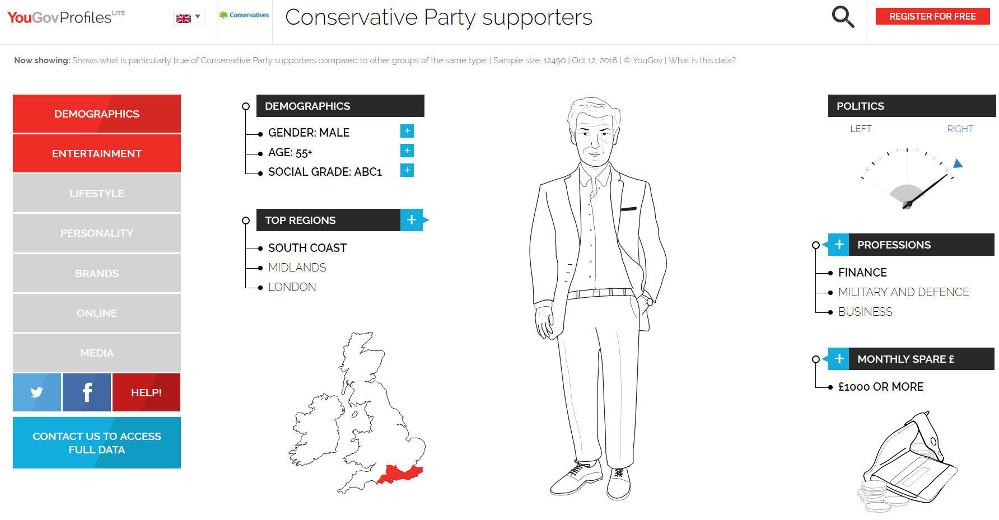 YouGovProfiles LITE
Conservatives
Conservative Party supporters
REGISTER FOR FREE
Now showing: Shows what is particularly true of Conservative Party supporters compared to other groups of the same type. | Sample size: 12490 | Oct 12, 2016 | © YouGov | What is this data?
DEMOGRAPHICS
ENTERTAINMENT
LIFESTYLE
PERSONALITY
BRANDS
ONLINE
MEDIA
HELP!
CONTACT US TO ACCESS
FULL DATA
DEMOGRAPHICS
GENDER: MALE
+
AGE: 55+
+
SOCIAL GRADE: ABC1
+
TOP REGIONS
+
SOUTH COAST
MIDLANDS
LONDON
POLITICS
LEFT RIGHT
+ PROFESSIONS
FINANCE
MILITARY AND DEFENCE
BUSINESS
+ MONTHLY SPARE £
£1000 OR MORE